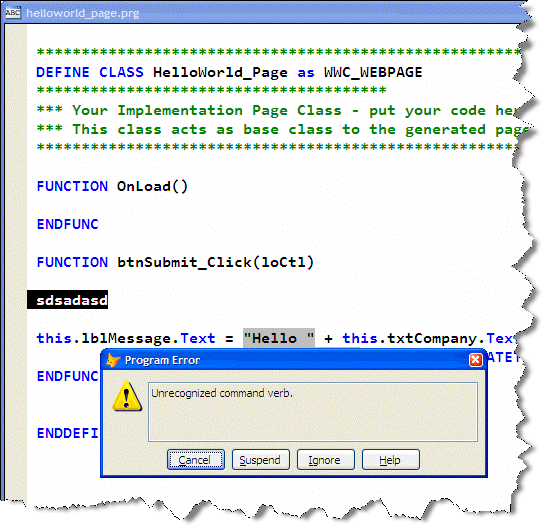 helloworld_page.prg
****************************************************
DEFINE CLASS HelloWorld_Page as WWC_WEBPAGE
***************************************
*** Your Implementation Page Class - put your code her
*** This class acts as base class to the generated page
****************************************************
FUNCTION OnLoad()
ENDFUNC
FUNCTION btnSubmit_Click(loCtl)
sdsadasd
this.lblMessage.Text = "Hello " + this.txtCompany.Tex
ATET
ENDFUNC
ENDDEFI
Program Error
Unrecognized command verb.
Cancel Suspend Ignore Help